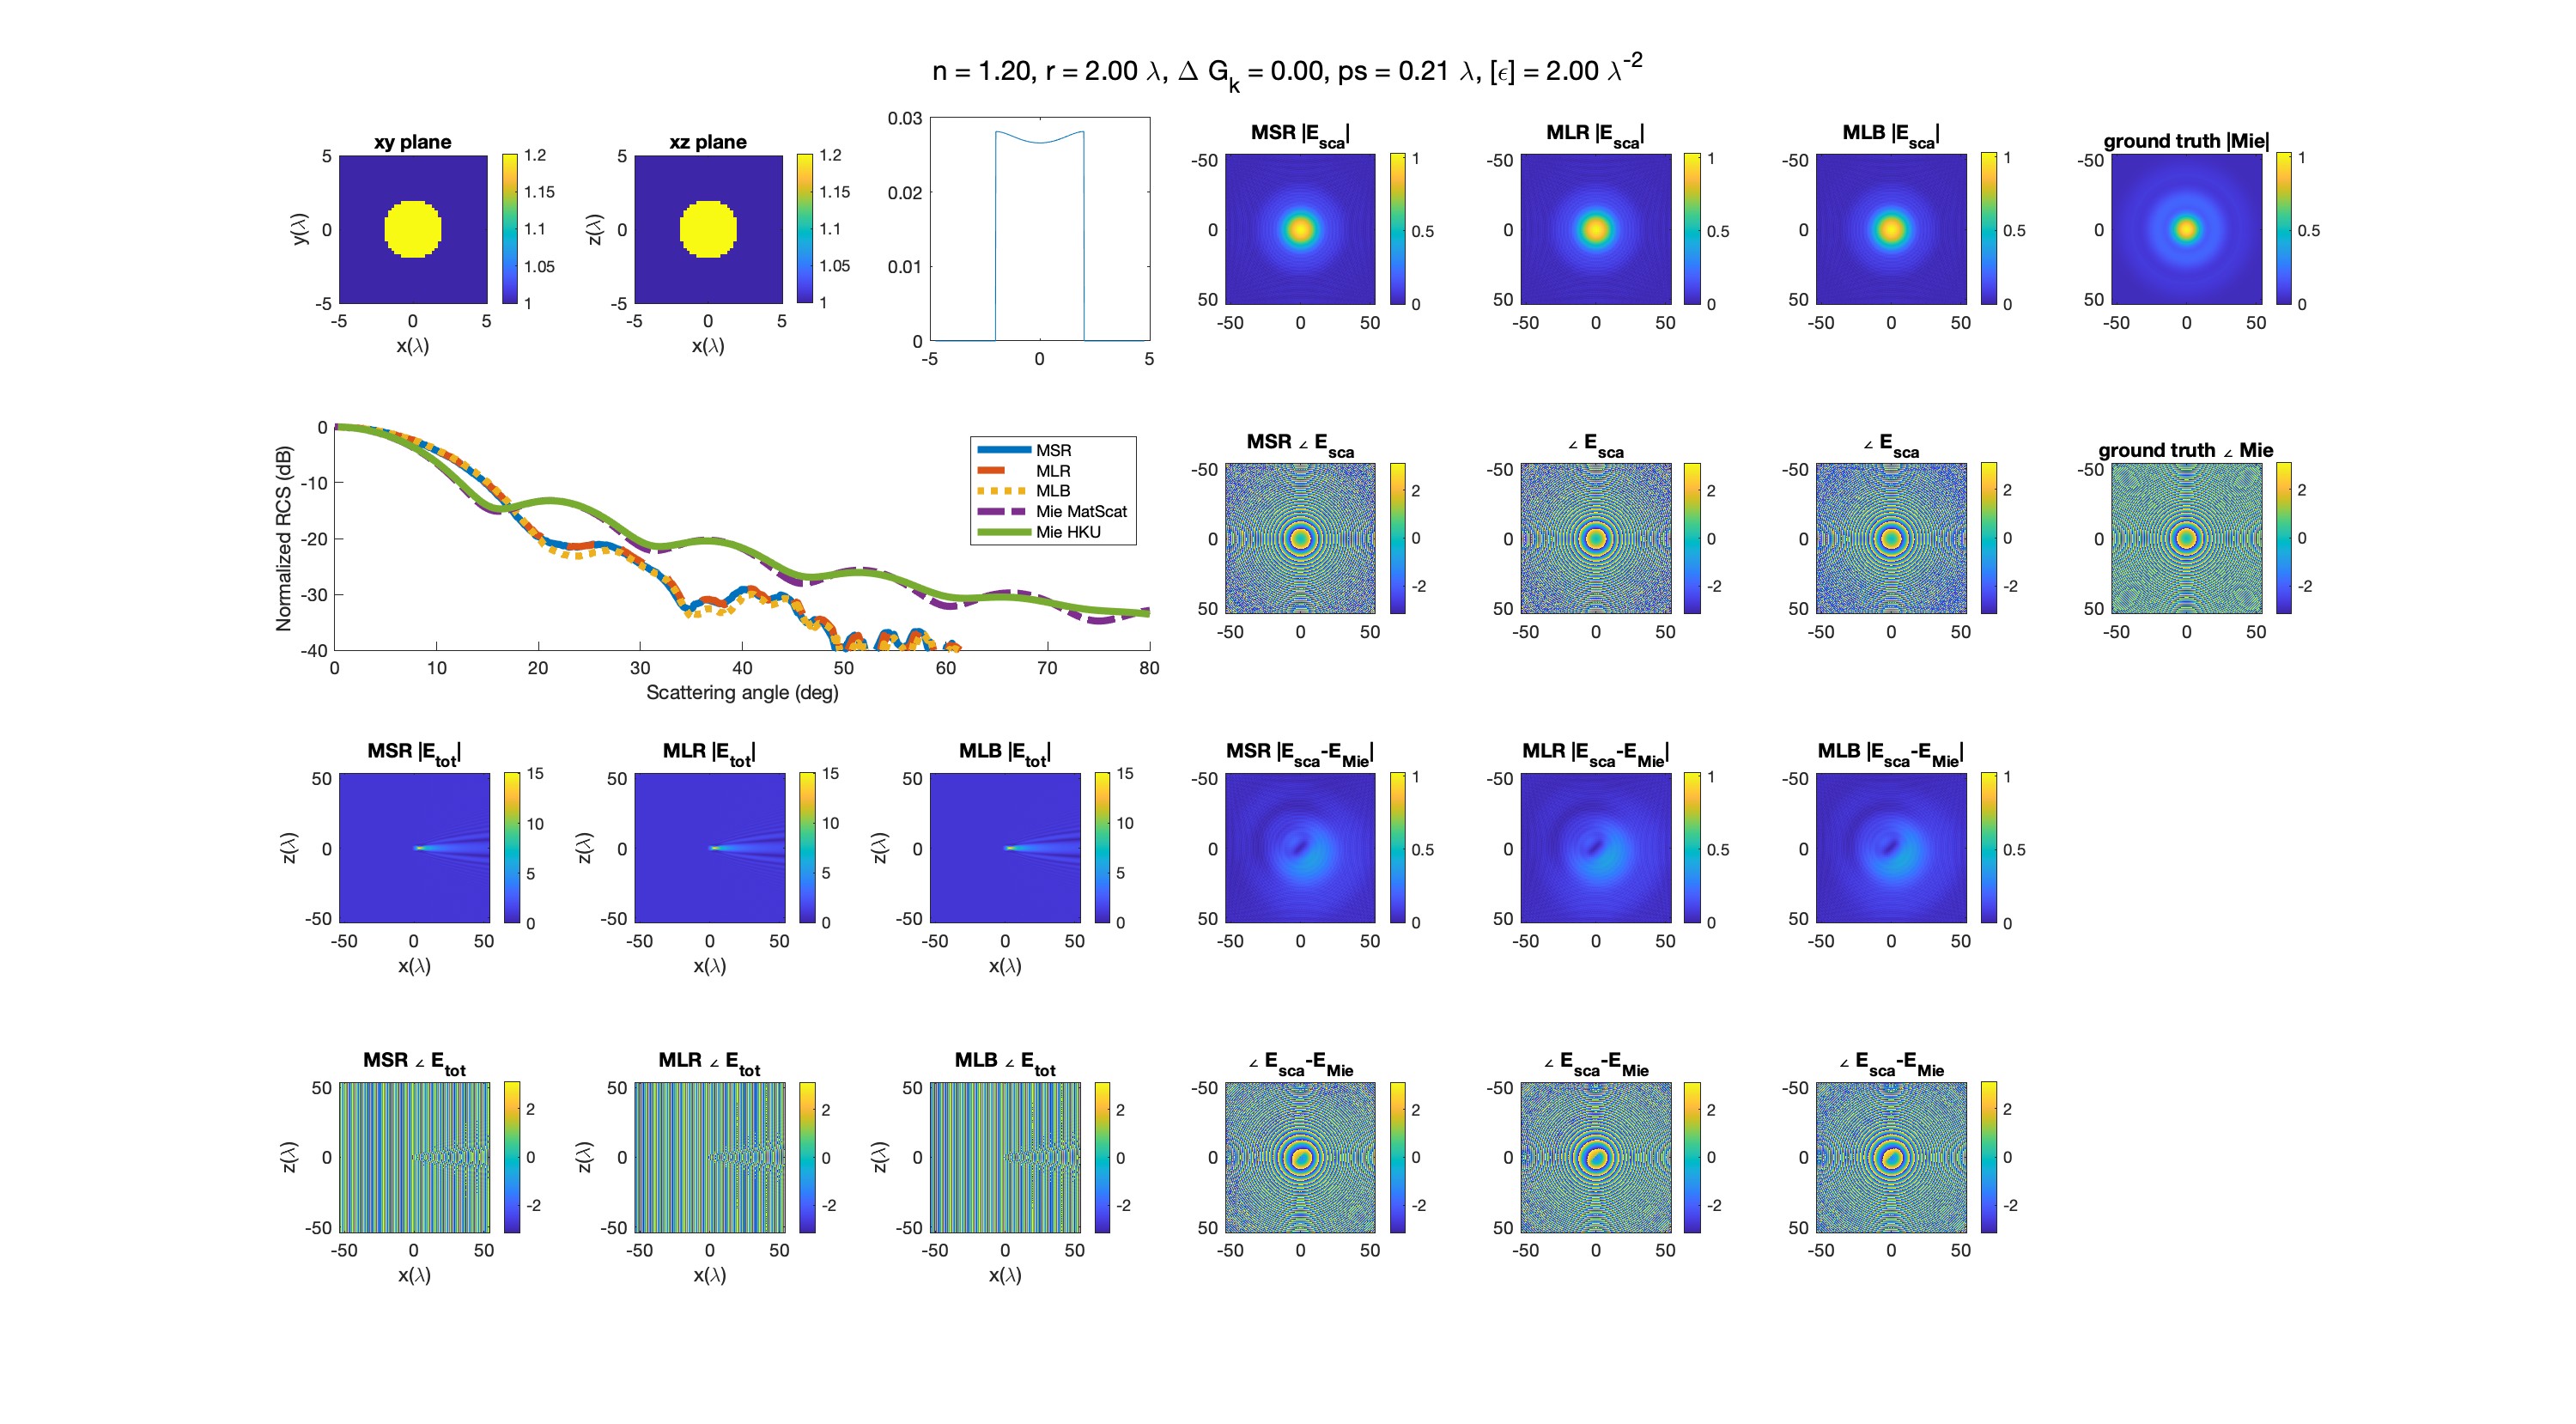 n = 1.20, r = 2.00 λ, Δ G_k = 0.00, ps = 0.21 λ, [ϵ] = 2.00 λ^-2
xy plane
5
0
-5
y(λ)
-5 0 5
x(λ)
1.2
1.15
1.1
1.05
1
xz plane
5
0
-5
z(λ)
-5 0 5
x(λ)
1.2
1.15
1.1
1.05
1
0.03
0.02
0.01
0
-5 0 5
MSR |E_sca|
-50
0
50
-50 0 50
1
0.5
0
MLR |E_sca|
-50
0
50
-50 0 50
1
0.5
0
MLB |E_sca|
-50
0
50
-50 0 50
1
0.5
0
ground truth |Mie|
-50
0
50
-50 0 50
1
0.5
0
0
-10
-20
-30
-40
Normalized RCS (dB)
0 10 20 30 40 50 60 70 80
Scattering angle (deg)
MSR
MLR
MLB
Mie MatScat
Mie HKU
MSR ∠ E_sca
-50
0
50
-50 0 50
2
0
-2
∠ E_sca
-50
0
50
-50 0 50
2
0
-2
∠ E_sca
-50
0
50
-50 0 50
2
0
-2
ground truth ∠ Mie
-50
0
50
-50 0 50
2
0
-2
MSR |E_tot|
50
0
-50
z(λ)
-50 0 50
x(λ)
15
10
5
0
MLR |E_tot|
50
0
-50
z(λ)
-50 0 50
x(λ)
15
10
5
0
MLB |E_tot|
50
0
-50
z(λ)
-50 0 50
x(λ)
15
10
5
0
MSR |E_sca-E_Mie|
-50
0
50
-50 0 50
1
0.5
0
MLR |E_sca-E_Mie|
-50
0
50
-50 0 50
1
0.5
0
MLB |E_sca-E_Mie|
-50
0
50
-50 0 50
1
0.5
0
MSR ∠ E_tot
50
0
-50
z(λ)
-50 0 50
x(λ)
2
0
-2
MLR ∠ E_tot
50
0
-50
z(λ)
-50 0 50
x(λ)
2
0
-2
MLB ∠ E_tot
50
0
-50
z(λ)
-50 0 50
x(λ)
2
0
-2
∠ E_sca-E_Mie
-50
0
50
-50 0 50
2
0
-2
∠ E_sca-E_Mie
-50
0
50
-50 0 50
2
0
-2
∠ E_sca-E_Mie
-50
0
50
-50 0 50
2
0
-2